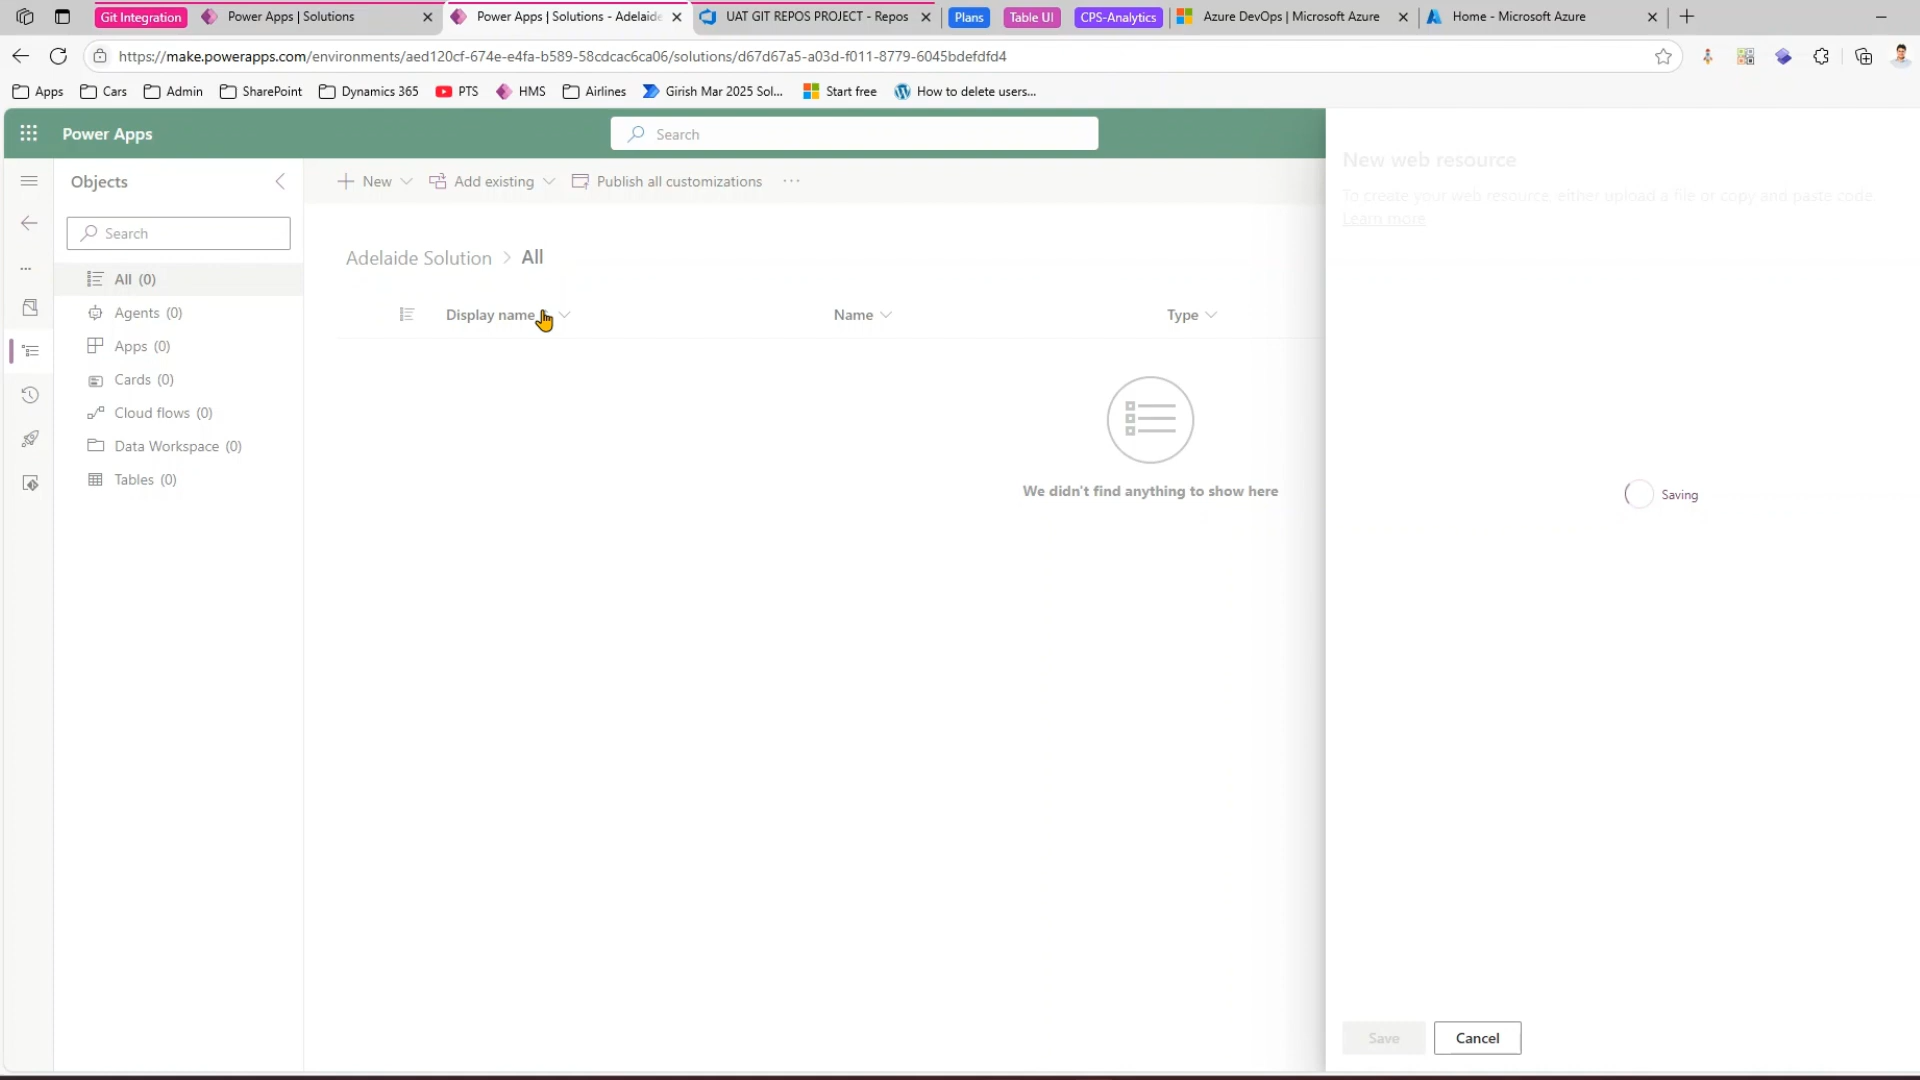 Git Integration
Power Apps | Solutions
Power Apps | Solutions - Adelaide
UAT GIT REPOS PROJECT - Repos
Plans
Table UI
CPS-Analytics
Azure DevOps | Microsoft Azure
Home - Microsoft Azure
https://make.powerapps.com/environments/aed120cf-674e-e4fa-b589-58cdcac6ca06/solutions/d67d67a5-a03d-f011-8779-6045bdefdfd4
Apps
Cars
Admin
SharePoint
Dynamics 365
PTS
HMS
Airlines
Girish Mar 2025 Sol...
Start free
How to delete users...
Power Apps
Search
Objects
New
Add existing
Publish all customizations
New web resource
To create your web resource, either upload a file or copy and paste code
Learn more
Search
Adelaide Solution > All
All (0)
Agents (0)
Apps (0)
Cards (0)
Cloud flows (0)
Data Workspace (0)
Tables (0)
Display name
Name
Type
We didn't find anything to show here
Saving
Save
Cancel